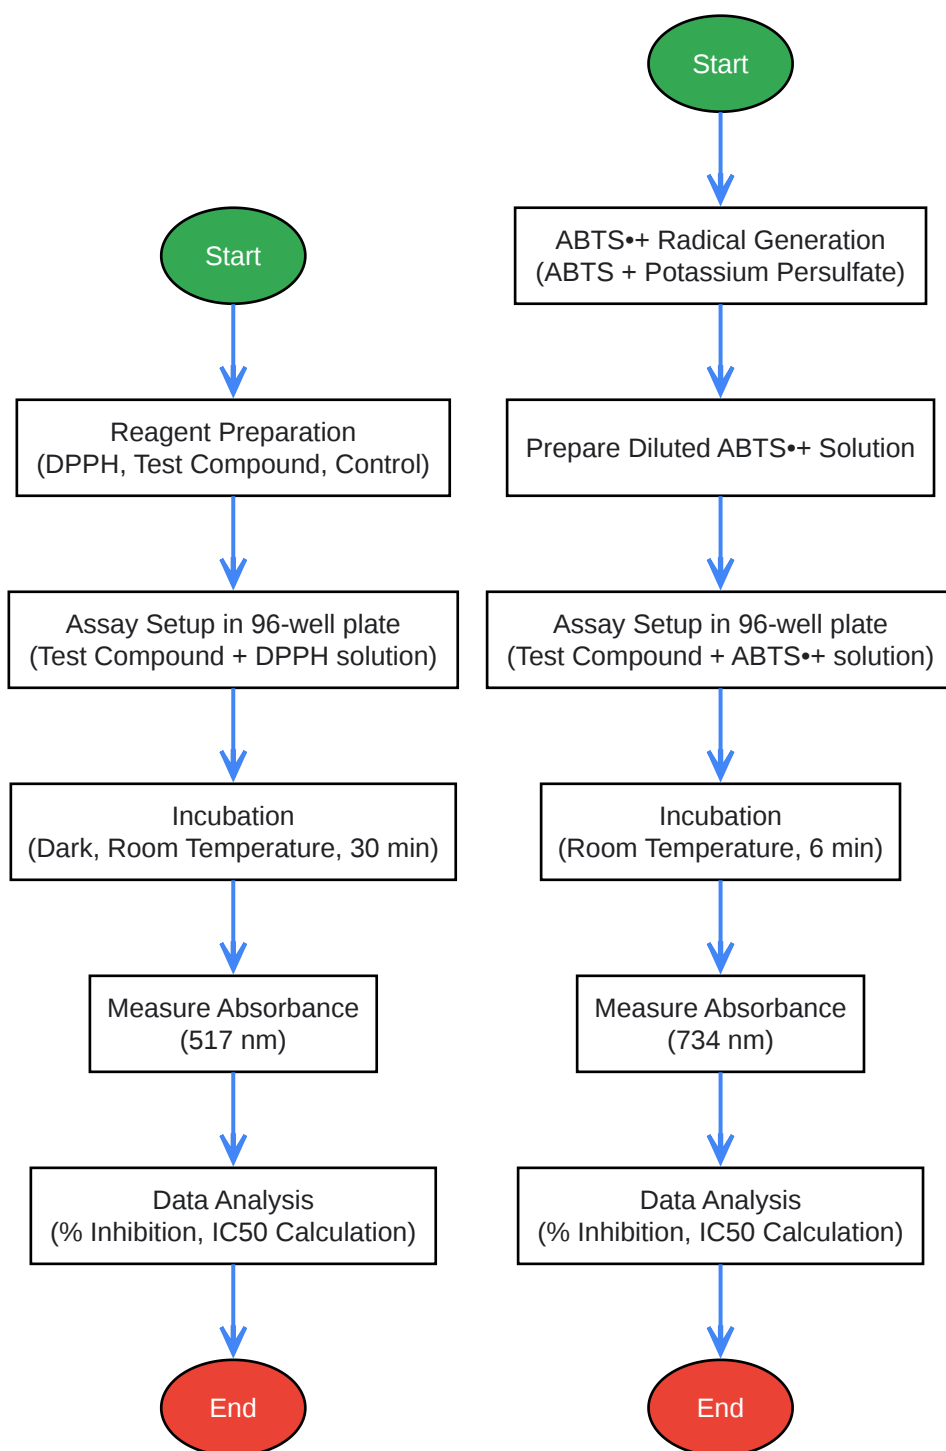 Start
Reagent Preparation
(DPPH, Test Compound, Control)
Assay Setup in 96-well plate
(Test Compound + DPPH solution)
Incubation
(Dark, Room Temperature, 30 min)
Measure Absorbance
(517 nm)
Data Analysis
(% Inhibition, IC50 Calculation)
End
Start
ABTS•+ Radical Generation
(ABTS + Potassium Persulfate)
Prepare Diluted ABTS•+ Solution
Assay Setup in 96-well plate
(Test Compound + ABTS•+ solution)
Incubation
(Room Temperature, 6 min)
Measure Absorbance
(734 nm)
Data Analysis
(% Inhibition, IC50 Calculation)
End